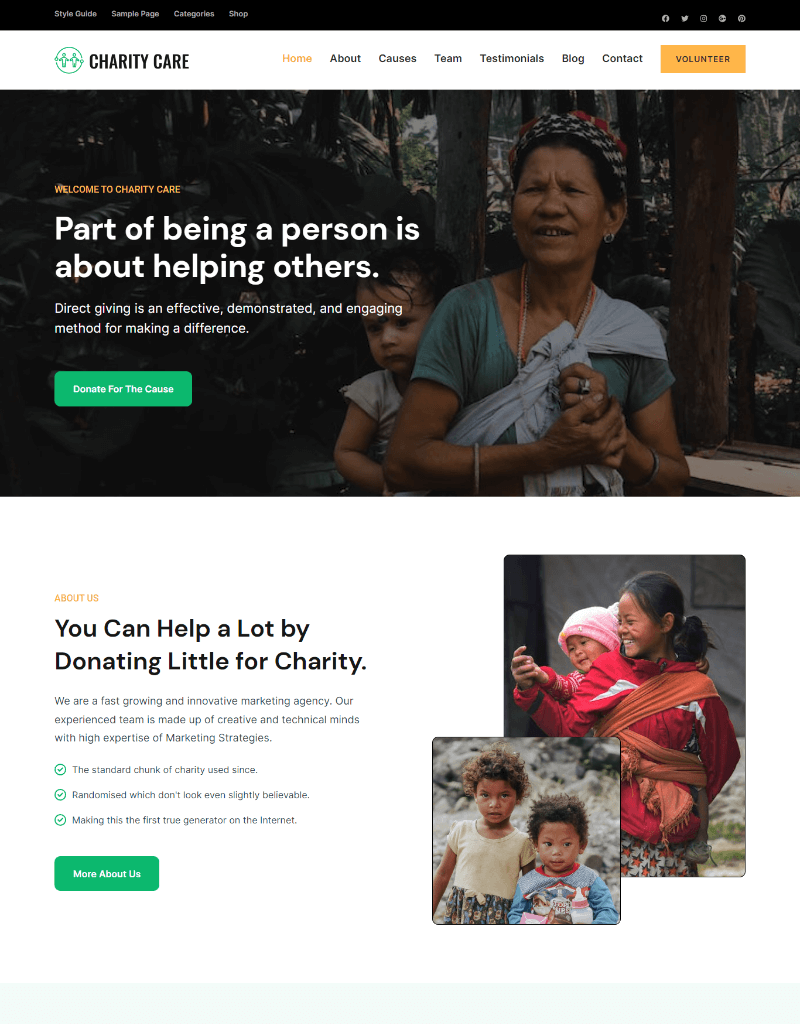 Style Guide Sample Page Categories Shop
CHARITY CARE
Home About Causes Team Testimonials Blog Contact VOLUNTEER
WELCOME TO CHARITY CARE
Part of being a person is
about helping others.
Direct giving is an effective, demonstrated, and engaging
method for making a difference.
Donate For The Cause
ABOUT US
You Can Help a Lot by
Donating Little for Charity.
We are a fast growing and innovative marketing agency. Our
experienced team is made up of creative and technical minds
with high expertise of Marketing Strategies.
The standard chunk of charity used since.
Randomised which don't look even slightly believable.
Making this the first true generator on the Internet.
More About Us